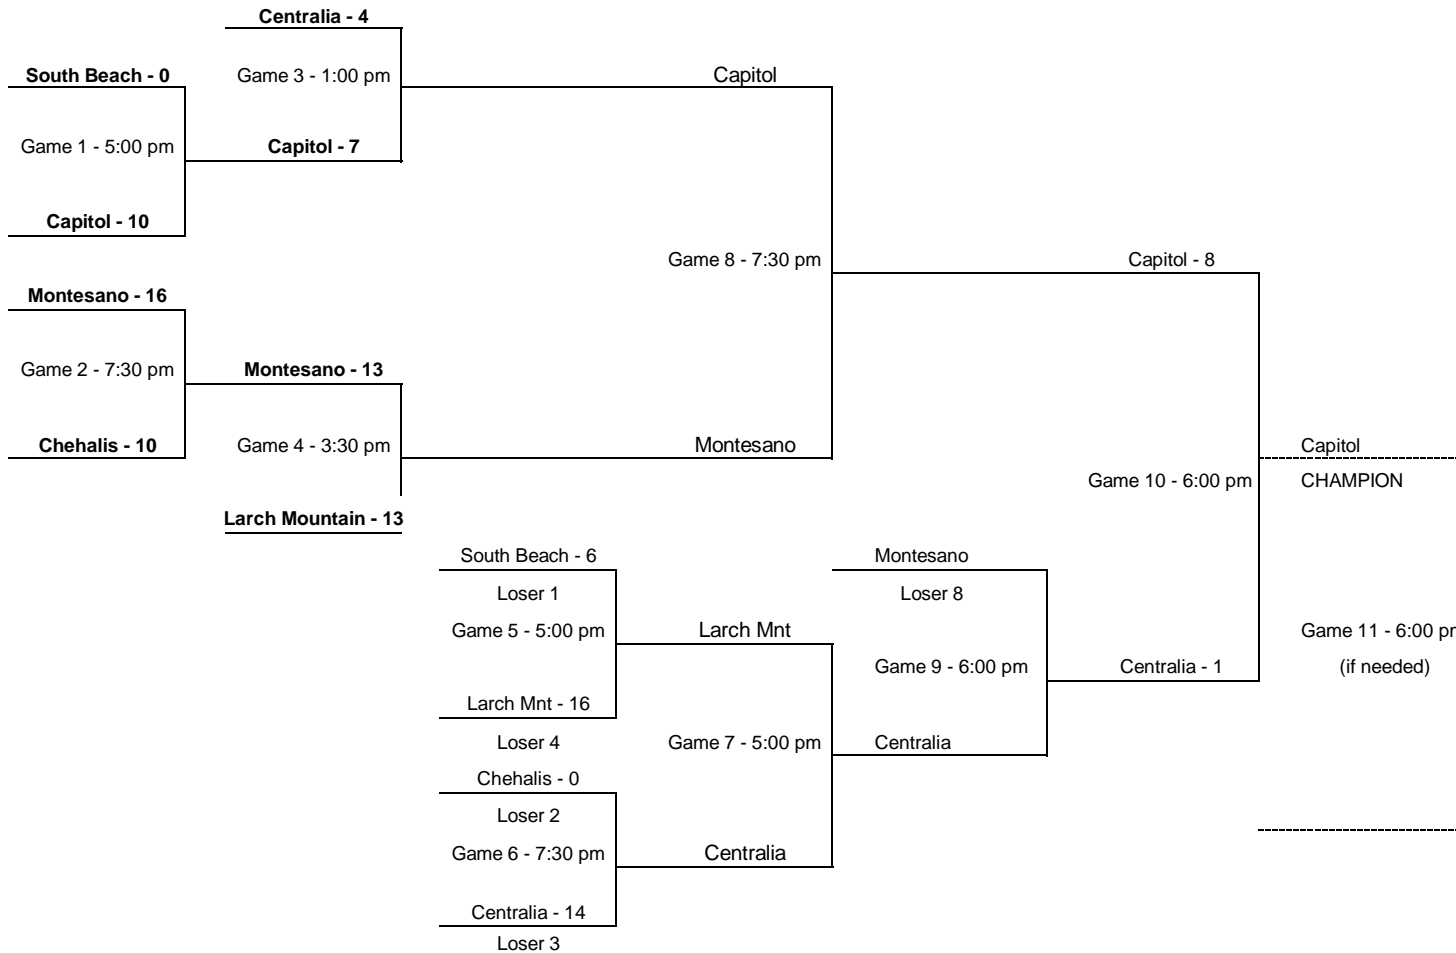 Centralia - 4
South Beach - 0
Game 3 - 1:00 pm
Capitol
Game 1 - 5:00 pm
Capitol - 7
Capitol - 10
Game 8 - 7:30 pm
Capitol - 8
Montesano - 16
Game 2 - 7:30 pm
Montesano - 13
Chehalis - 10
Game 4 - 3:30 pm
Montesano
Capitol
Game 10 - 6:00 pm
CHAMPION
Larch Mountain - 13
South Beach - 6
Montesano
Loser 1
Loser 8
Game 5 - 5:00 pm
Larch Mnt
Game 11 - 6:00 pm
Game 9 - 6:00 pm
Centralia - 1
(if needed)
Larch Mnt - 16
Loser 4
Game 7 - 5:00 pm
Centralia
Chehalis - 0
Loser 2
Game 6 - 7:30 pm
Centralia
Centralia - 14
Loser 3